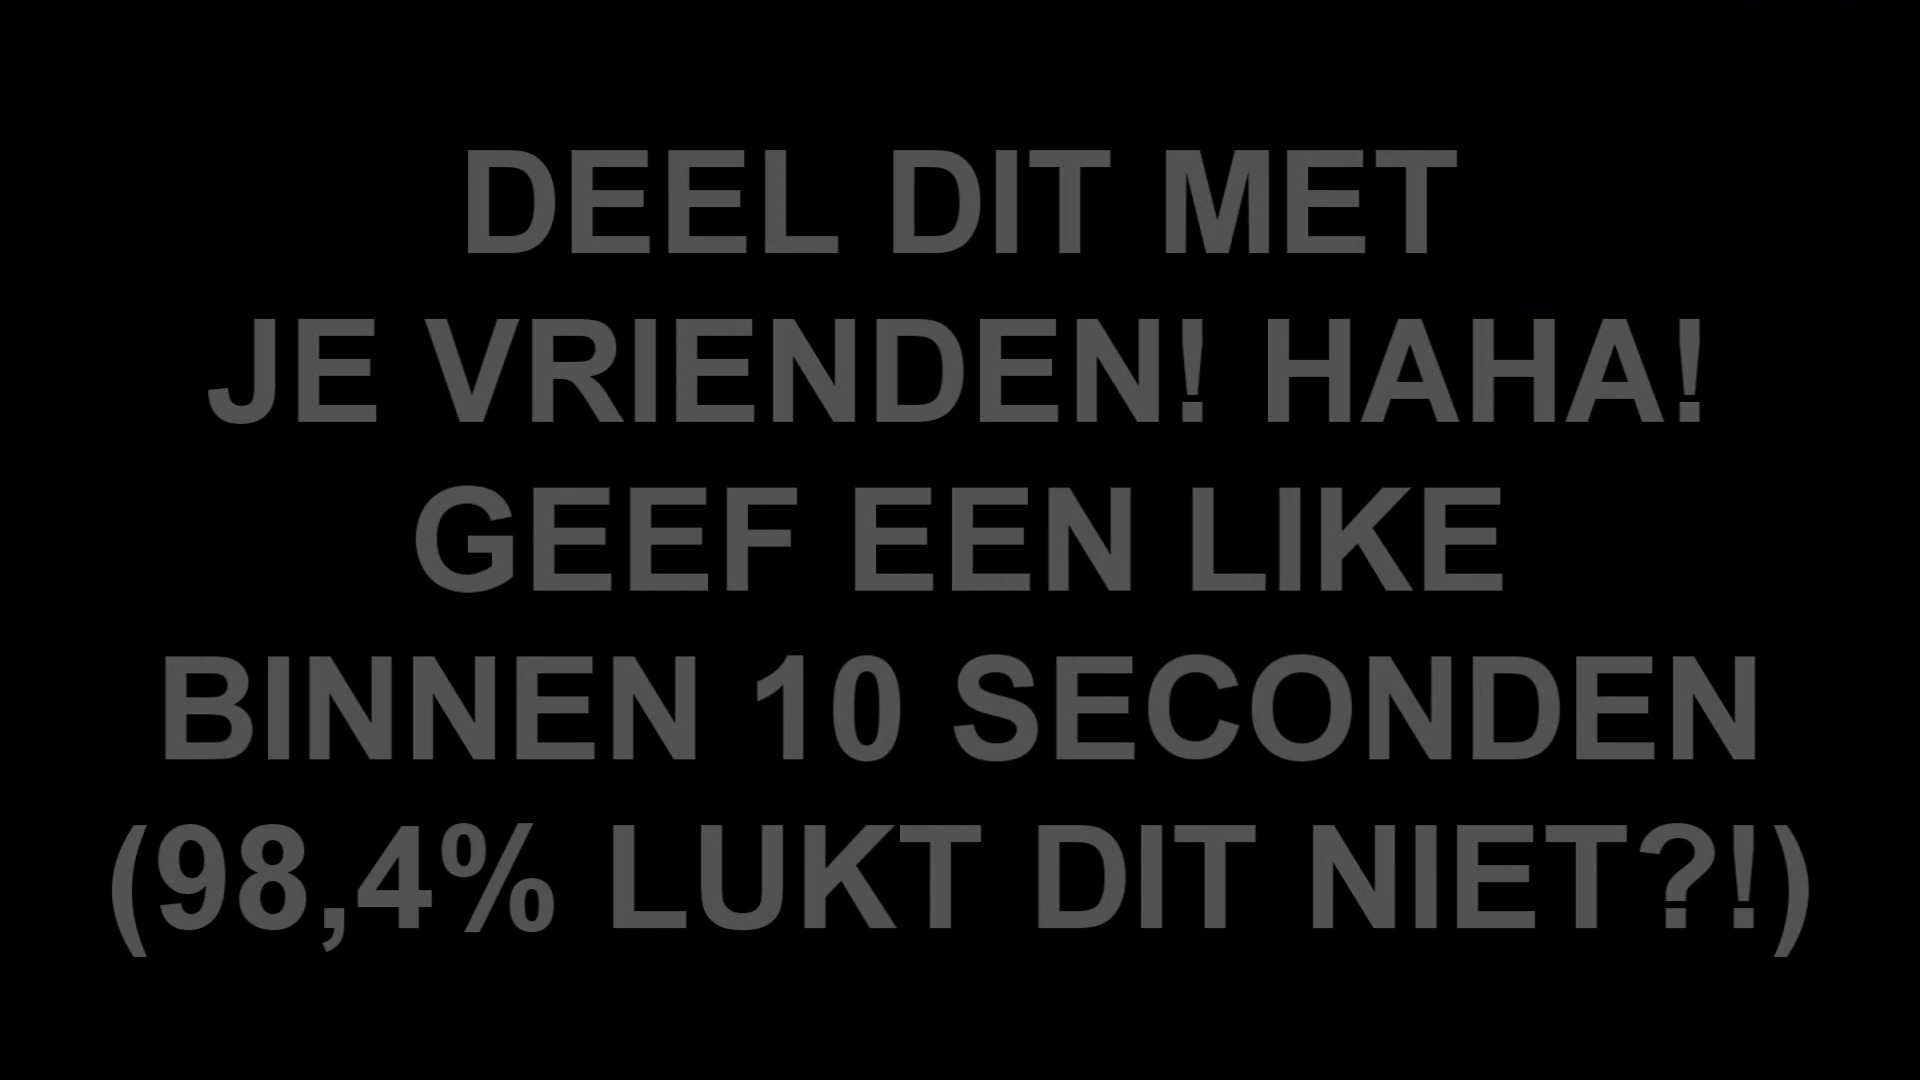 DEEL DIT MET
JE VRIENDEN! HAHA!
GEEF EEN LIKE
BINNEN 10 SECONDEN
(98,4% LUKT DIT NIET?!)